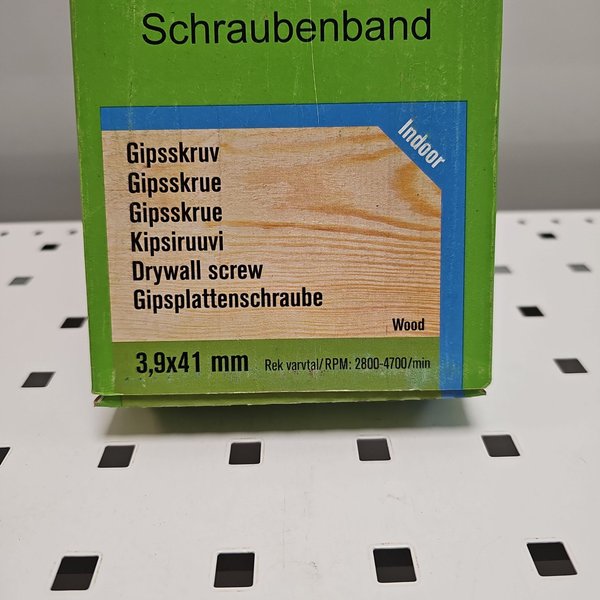 Schraubenband
Indoor
Gipsskruv
Gipsskrue
Gipsskrue
Kipsiruuvi
Drywall screw
Gipsplattenschraube
Wood
3,9x41 mm Rek varvtal/RPM: 2800-4700/min